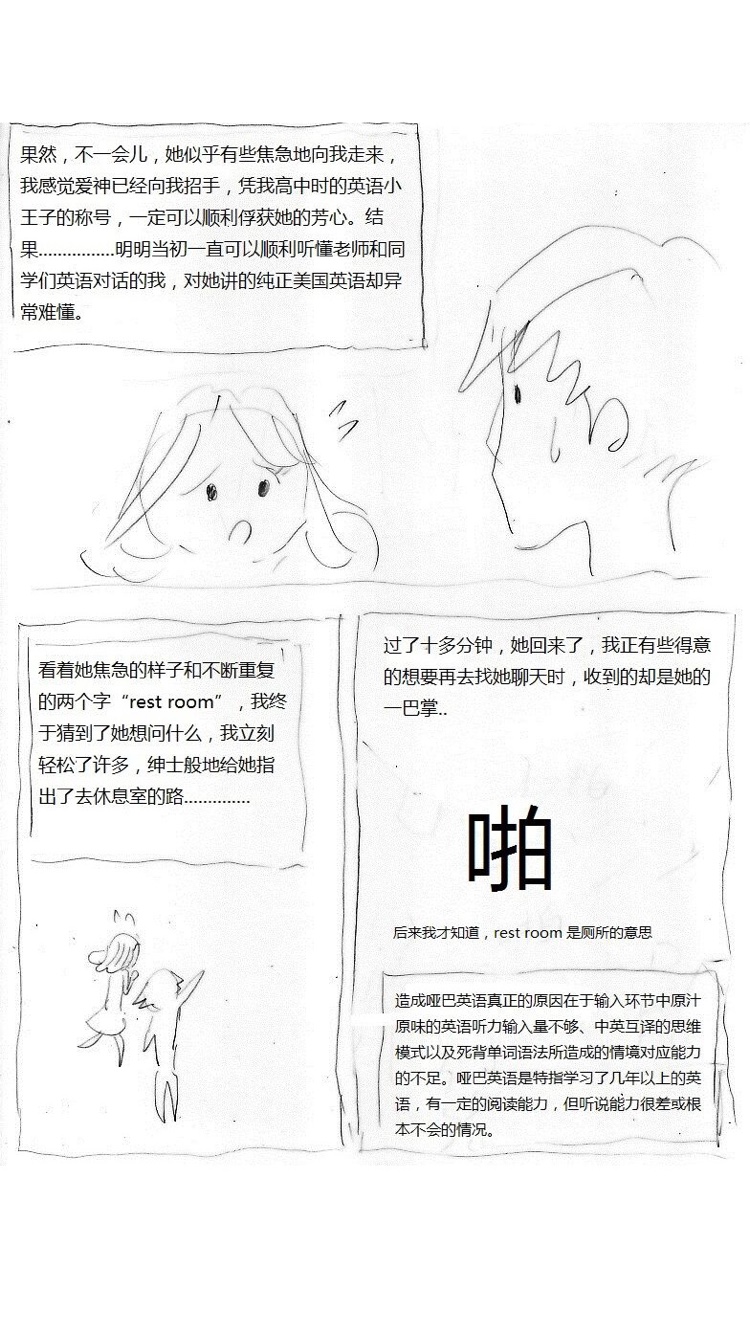 果然，不一会儿，她似乎有些焦急地向我走来，
我感觉爱神已经向我招手，凭我高中时的英语小
王子的称号，一定可以顺利俘获她的芳心。结
果................明明当初一直可以顺利听懂老师和同
学们英语对话的我，对她讲的纯正美国英语却异
常难懂。
看着她焦急的样子和不断重复
的两个字“rest room”，我终
于猜到了她想问什么，我立刻
轻松了许多，绅士般地给她指
出了去休息室的路..............
过了十多分钟，她回来了，我正有些得意
的想要再去找她聊天时，收到的却是她的
一巴掌..
啪
后来我才知道，rest room 是厕所的意思
造成哑巴英语真正的原因在于输入环节中原汁
原味的英语听力输入量不够、中英互译的思维
模式以及死背单词语法所造成的情境对应能力
的不足。哑巴英语是特指学习了几年以上的英
语，有一定的阅读能力，但听说能力很差或根
本不会的情况。